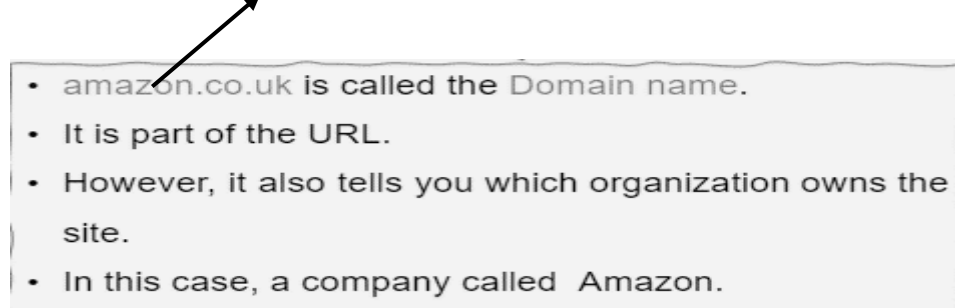 • amazon.co.uk is called the Domain name.
• It is part of the URL.
• However, it also tells you which organization owns the
site.
• In this case, a company called  Amazon.